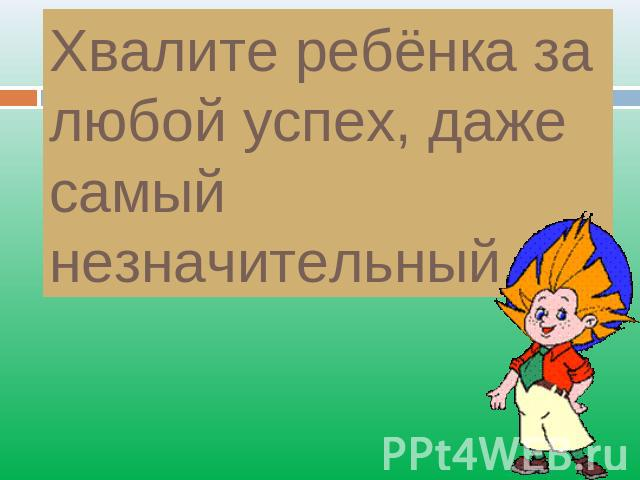 Хвалите ребёнка за
любой успех, даже
самый
незначительный
PPt4WEB.ru